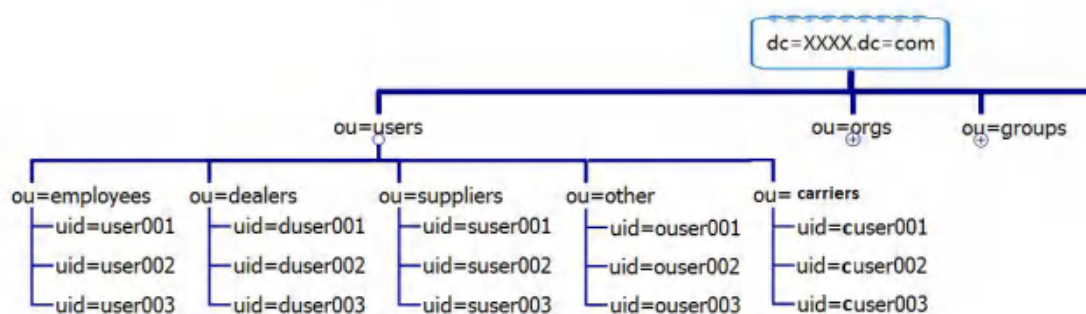 dc=XXXX.dc=com
ou=users ou=orgs ou=groups
ou=employees ou=dealers ou=suppliers ou=other ou= carriers
uid=user001 uid=duser001 uid=suser001 uid=ouser001 uid=cuser001
uid=user002 uid=duser002 uid=suser002 uid=ouser002 uid=cuser002
uid=user003 uid=duser003 uid=suser003 uid=ouser003 uid=cuser003